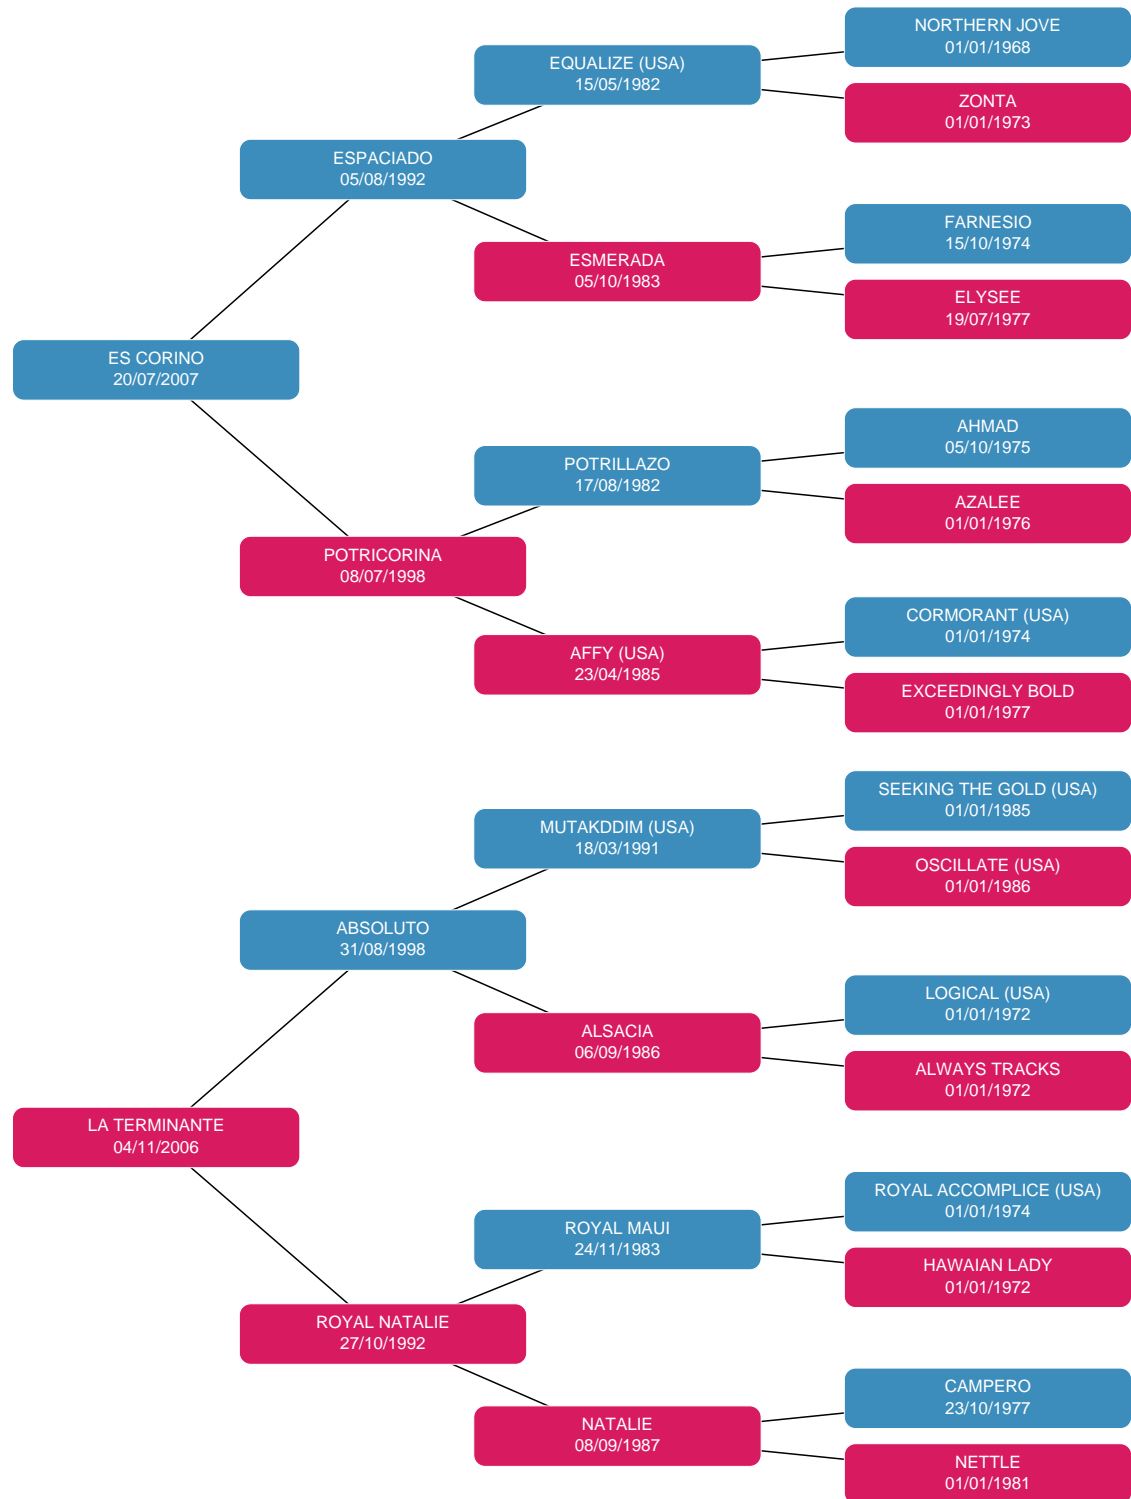 NORTHERN JOVE
01/01/1968
EQUALIZE (USA)
15/05/1982
ZONTA
01/01/1973
ESPACIADO
05/08/1992
FARNESIO
15/10/1974
ESMERADA
05/10/1983
ELYSEE
19/07/1977
ES CORINO
20/07/2007
AHMAD
05/10/1975
POTRILLAZO
17/08/1982
AZALEE
01/01/1976
POTRICORINA
08/07/1998
CORMORANT (USA)
01/01/1974
AFFY (USA)
23/04/1985
EXCEEDINGLY BOLD
01/01/1977
SEEKING THE GOLD (USA)
01/01/1985
MUTAKDDIM (USA)
18/03/1991
OSCILLATE (USA)
01/01/1986
ABSOLUTO
31/08/1998
LOGICAL (USA)
01/01/1972
ALSACIA
06/09/1986
ALWAYS TRACKS
01/01/1972
LA TERMINANTE
04/11/2006
ROYAL ACCOMPLICE (USA)
01/01/1974
ROYAL MAUI
24/11/1983
HAWAIAN LADY
01/01/1972
ROYAL NATALIE
27/10/1992
CAMPERO
23/10/1977
NATALIE
08/09/1987
NETTLE
01/01/1981